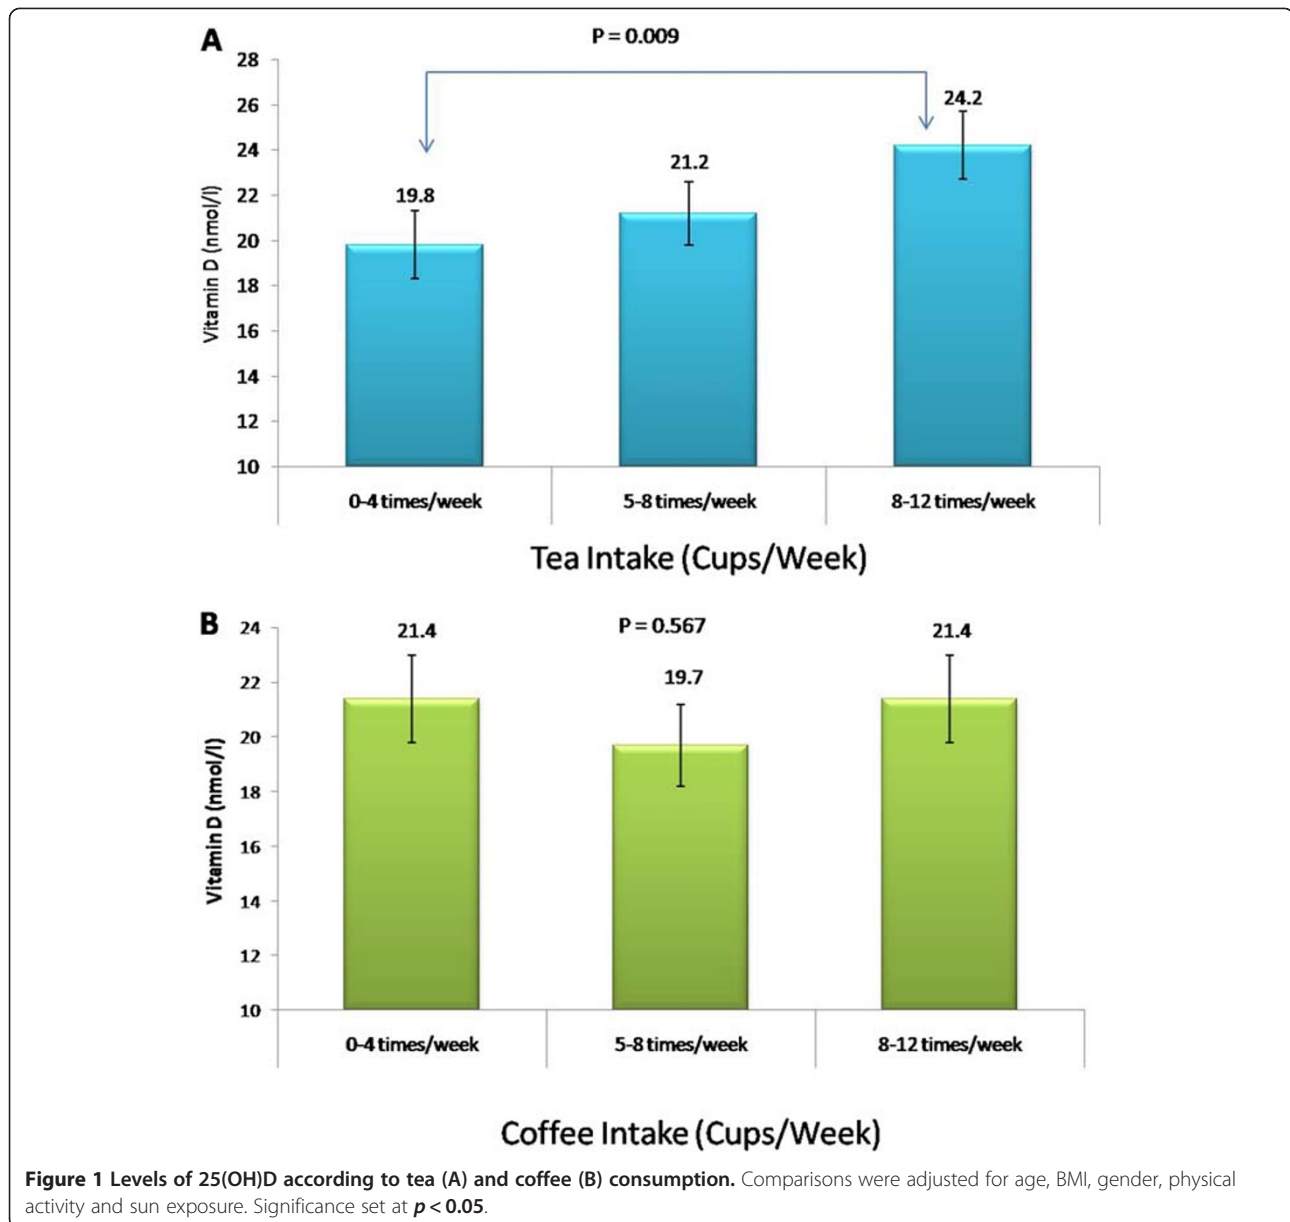 A
P = 0.009
28
26
24
22
20
18
16
14
12
10
Vitamin D (nmol/l)
19.8
21.2
24.2
0-4 times/week
5-8 times/week
8-12 times/week
Tea Intake (Cups/Week)
B
P = 0.567
24
22
20
18
16
14
12
10
Vitamin D (nmol/l)
21.4
19.7
21.4
0-4 times/week
5-8 times/week
8-12 times/week
Coffee Intake (Cups/Week)
Figure 1 Levels of 25(OH)D according to tea (A) and coffee (B) consumption. Comparisons were adjusted for age, BMI, gender, physical
activity and sun exposure. Significance set at p < 0.05.